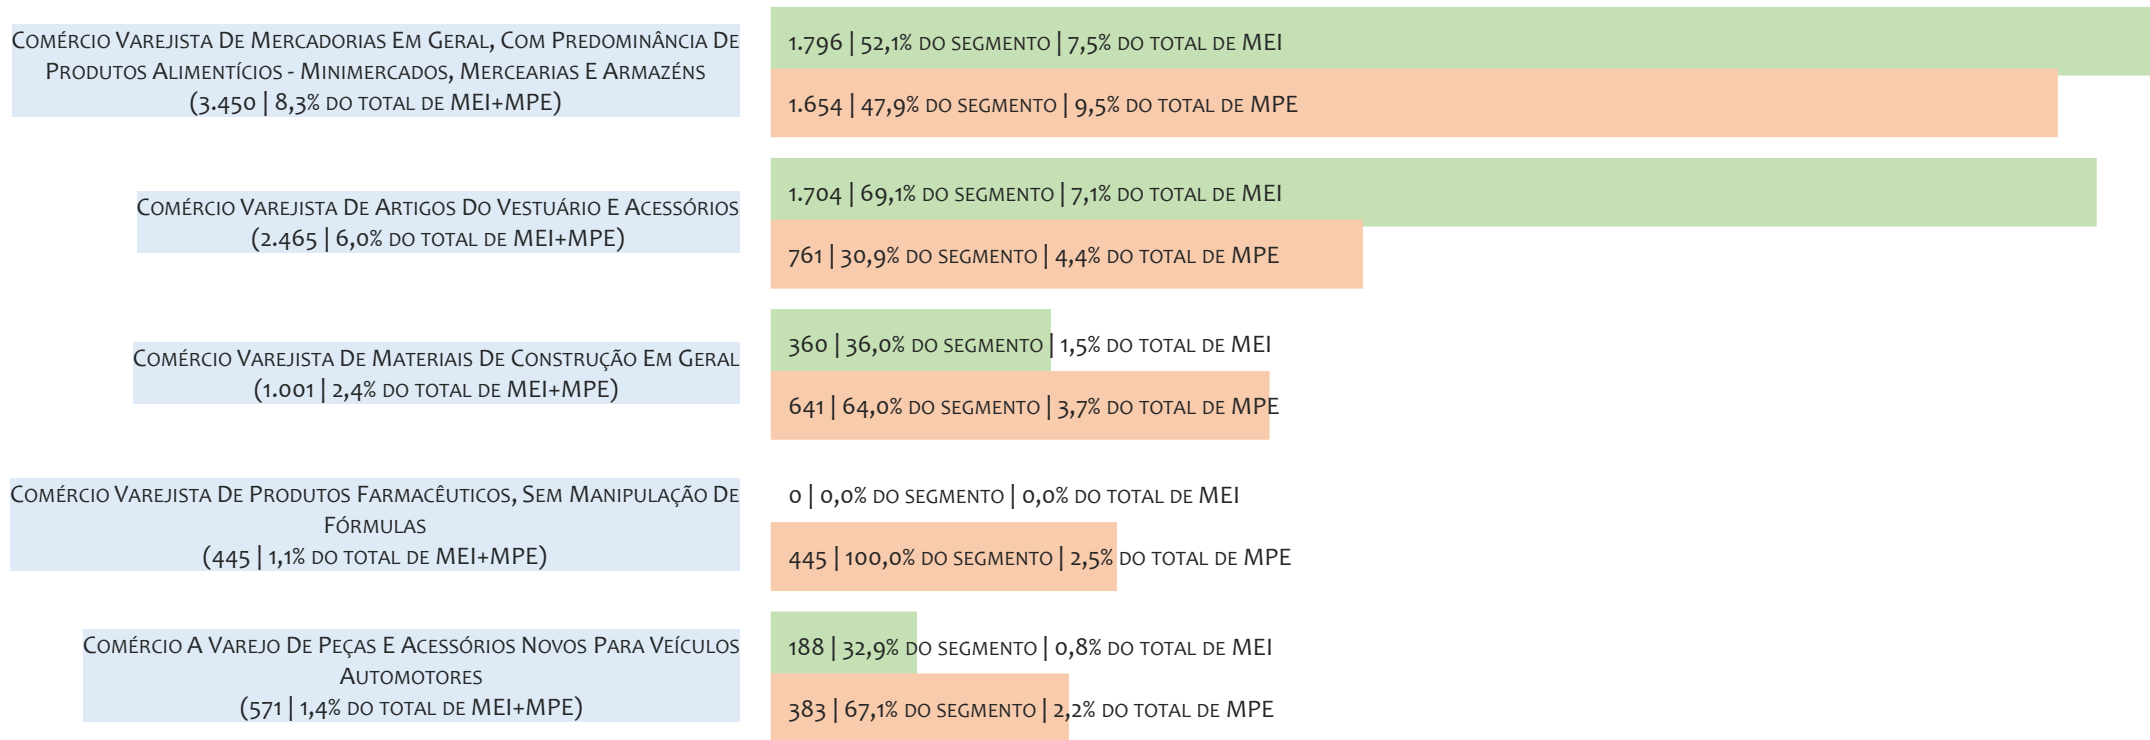 Comércio Varejista De Mercadorias Em Geral, Com Predominância De
Produtos Alimentícios - Minimercados, Mercearias E Armazéns
(3.450 | 8,3% do total de MEI+MPE)
1.796 | 52,1% do segmento | 7,5% do total de MEI
1.654 | 47,9% do segmento | 9,5% do total de MPE
Comércio Varejista De Artigos Do Vestuário E Acessórios
(2.465 | 6,0% do total de MEI+MPE)
1.704 | 69,1% do segmento | 7,1% do total de MEI
761 | 30,9% do segmento | 4,4% do total de MPE
Comércio Varejista De Materiais De Construção Em Geral
(1.001 | 2,4% do total de MEI+MPE)
360 | 36,0% do segmento | 1,5% do total de MEI
641 | 64,0% do segmento | 3,7% do total de MPE
Comércio Varejista De Produtos Farmacêuticos, Sem Manipulação De
Fórmulas
(445 | 1,1% do total de MEI+MPE)
0 | 0,0% do segmento | 0,0% do total de MEI
445 | 100,0% do segmento | 2,5% do total de MPE
Comércio A Varejo De Peças E Acessórios Novos Para Veículos
Automotores
(571 | 1,4% do total de MEI+MPE)
188 | 32,9% do segmento | 0,8% do total de MEI
383 | 67,1% do segmento | 2,2% do total de MPE